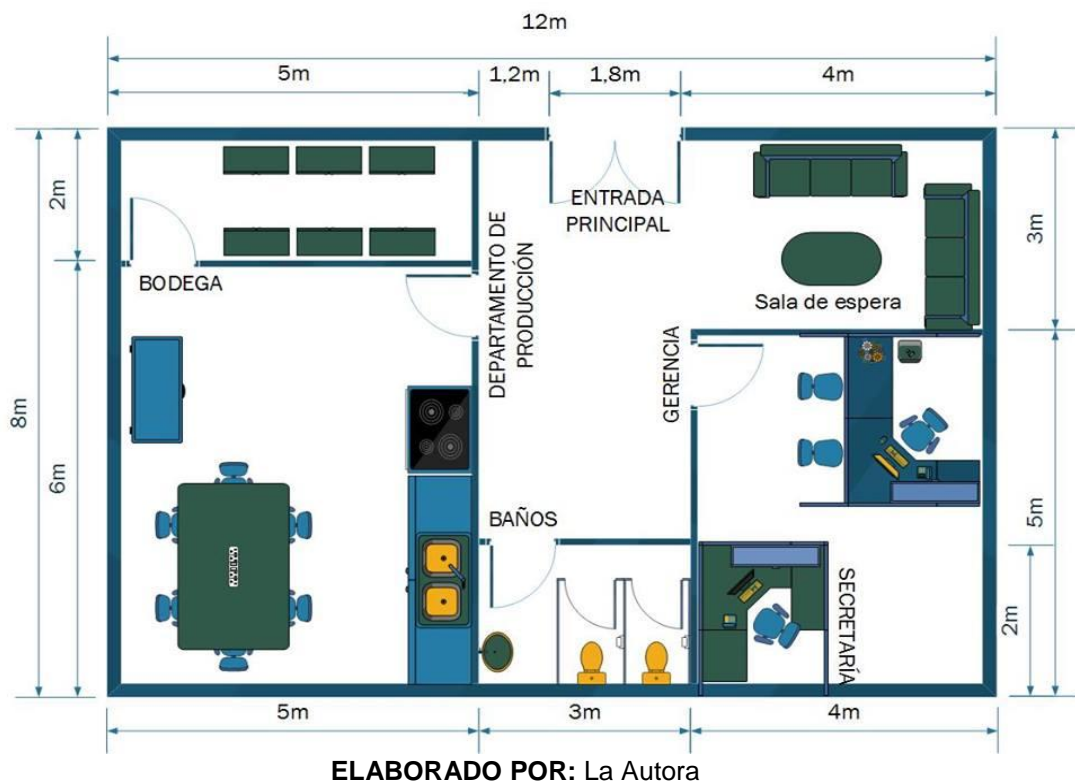 12m
5m
1,2m
1,8m
4m
2m
8m
6m
BODEGA
DEPARTAMENTO DE
PRODUCCIÓN
ENTRADA
PRINCIPAL
Sala de espera
3m
GERENCIA
5m
BAÑOS
SECRETARÍA
2m
5m
3m
4m
ELABORADO POR: La Autora